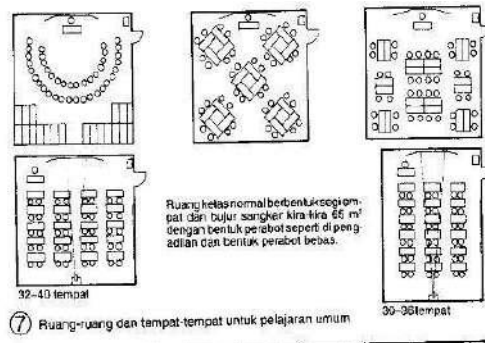 Ruang kelas normal berbentuk segi em-
pat dan bujur sangkar kira-kira 65 m²
dengan bentuk perabot seperti di peng-
adilan dan bentuk perabot bebas.
32–40 tempat
30–36 tempat
7 Ruang-ruang dan tempat-tempat untuk pelajaran umum